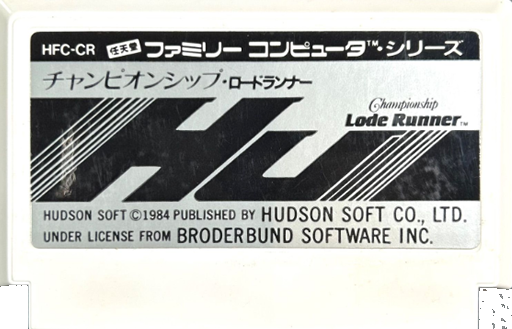 HFC-CR 任天堂 ファミリー コンピュータ™・シリーズ
チャンピオンシップ・ロードランナー
Championship
Lode Runner™
HU
HUDSON SOFT ©1984 PUBLISHED BY HUDSON SOFT CO., LTD.
UNDER LICENSE FROM BRODERBUND SOFTWARE INC.